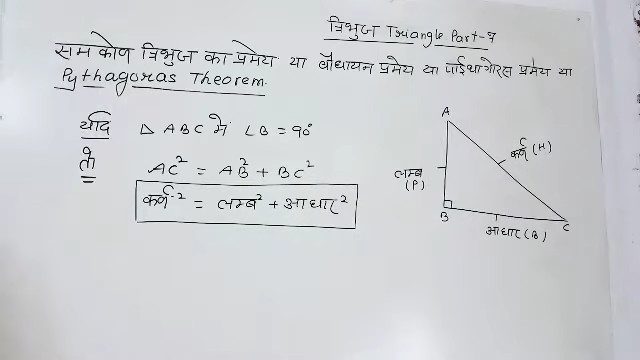 त्रिभुज Triangle Part-9
समकोण त्रिभुज का प्रमेय या बौधायन प्रमेय या पाईथागोरस प्रमेय या
Pythagoras Theorem.
यदि △ ABC में ∠B = 90°
तो
AC² = AB² + BC²
कर्ण² = लम्ब² + आधार²
A
कर्ण (H)
लम्ब
(P)
B
C
आधार (B)